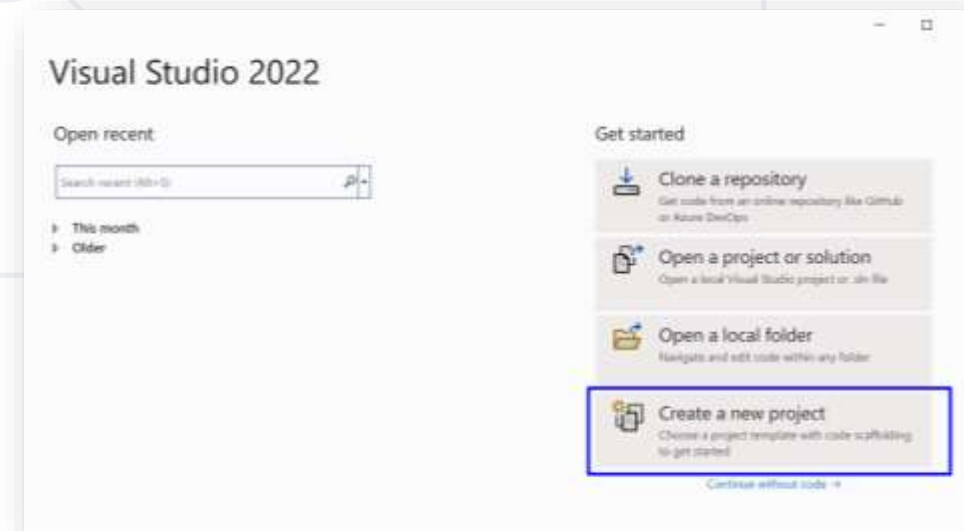 Visual Studio 2022
Open recent
Search recent (Alt+S)
This month
Older
Get started
Clone a repository
Get code from an online repository like GitHub
or Azure DevOps
Open a project or solution
Open a local Visual Studio project or .sln file
Open a local folder
Navigate and edit code within any folder
Create a new project
Choose a project template with code scaffolding
to get started
Continue without code →